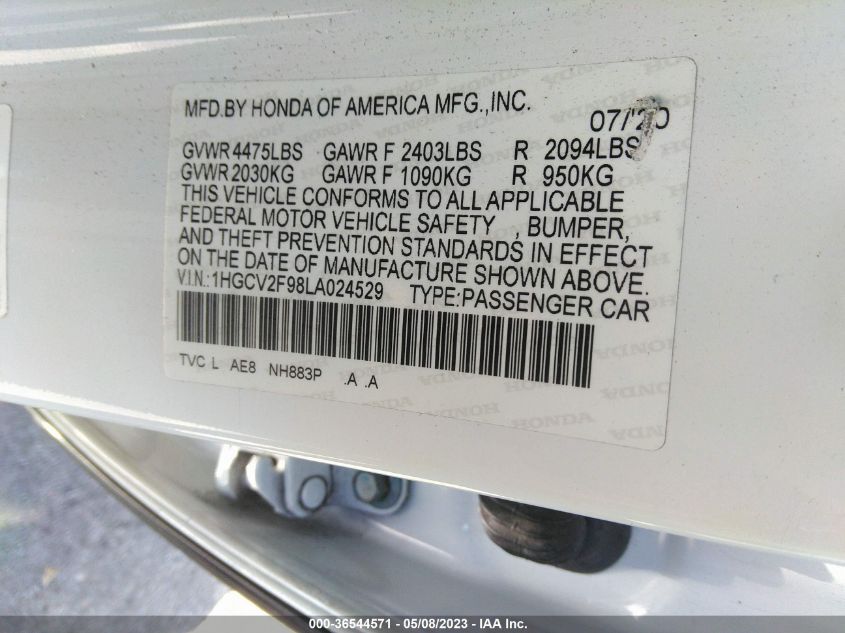 MFD.BY HONDA OF AMERICA MFG.,INC.
07/'20
GVWR 4475LBS GAWR F 2403LBS R 2094LBS
GVWR 2030KG GAWR F 1090KG R 950KG
THIS VEHICLE CONFORMS TO ALL APPLICABLE
FEDERAL MOTOR VEHICLE SAFETY , BUMPER,
AND THEFT PREVENTION STANDARDS IN EFFECT
ON THE DATE OF MANUFACTURE SHOWN ABOVE.
V.I.N.:1HGCV2F98LA024529 TYPE:PASSENGER CAR
TVC L AE8 NH883P .A .A
HONDA HONDA HONDA
000-36544571 - 05/08/2023 - IAA Inc.